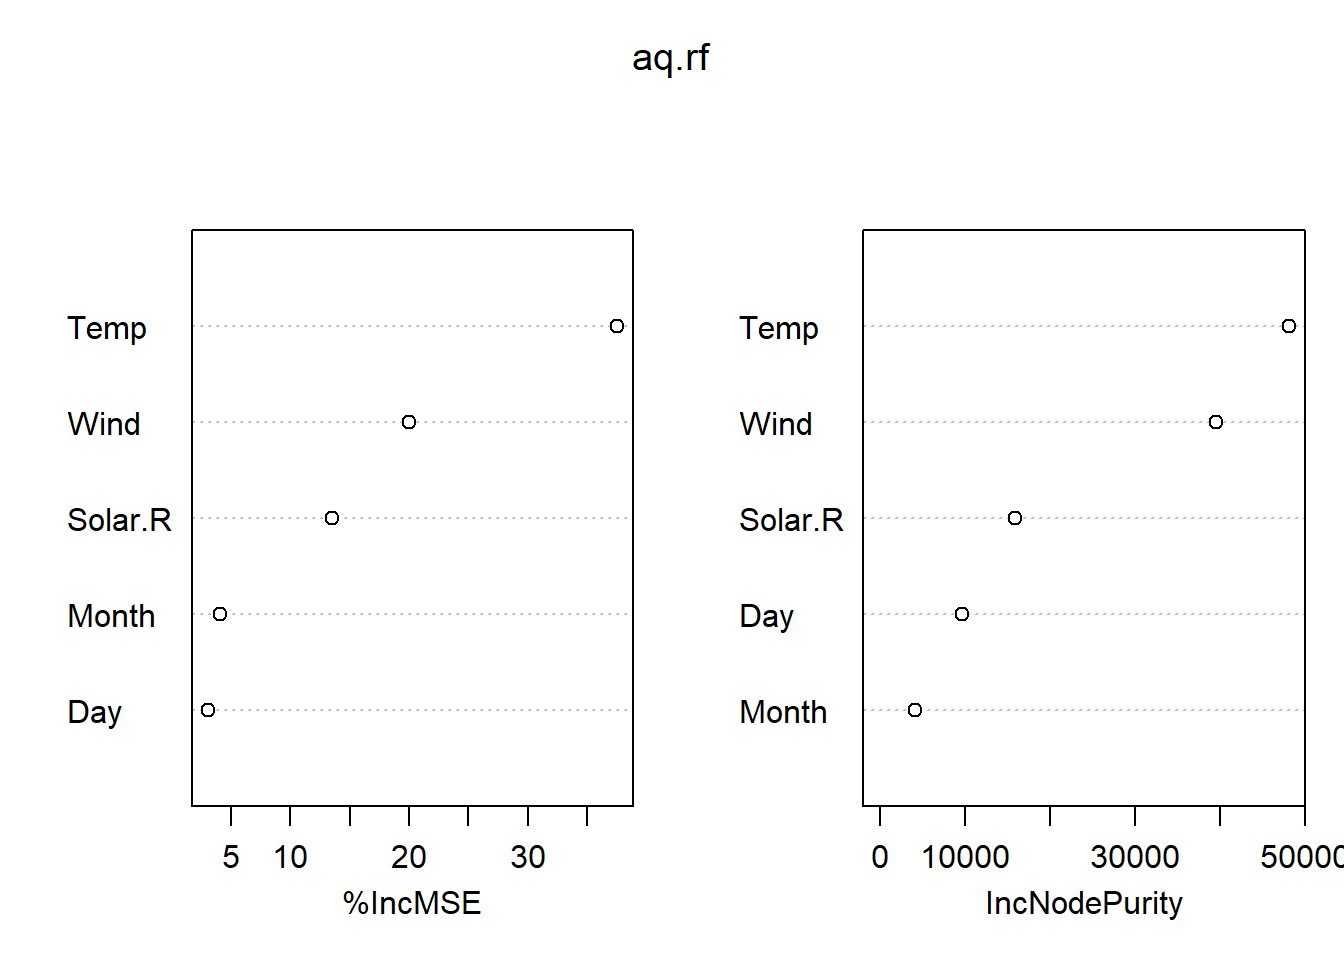 aq.rf
Temp
Wind
Solar.R
Month
Day
5 10 20 30
%IncMSE
Temp
Wind
Solar.R
Day
Month
0 10000 30000 50000
IncNodePurity